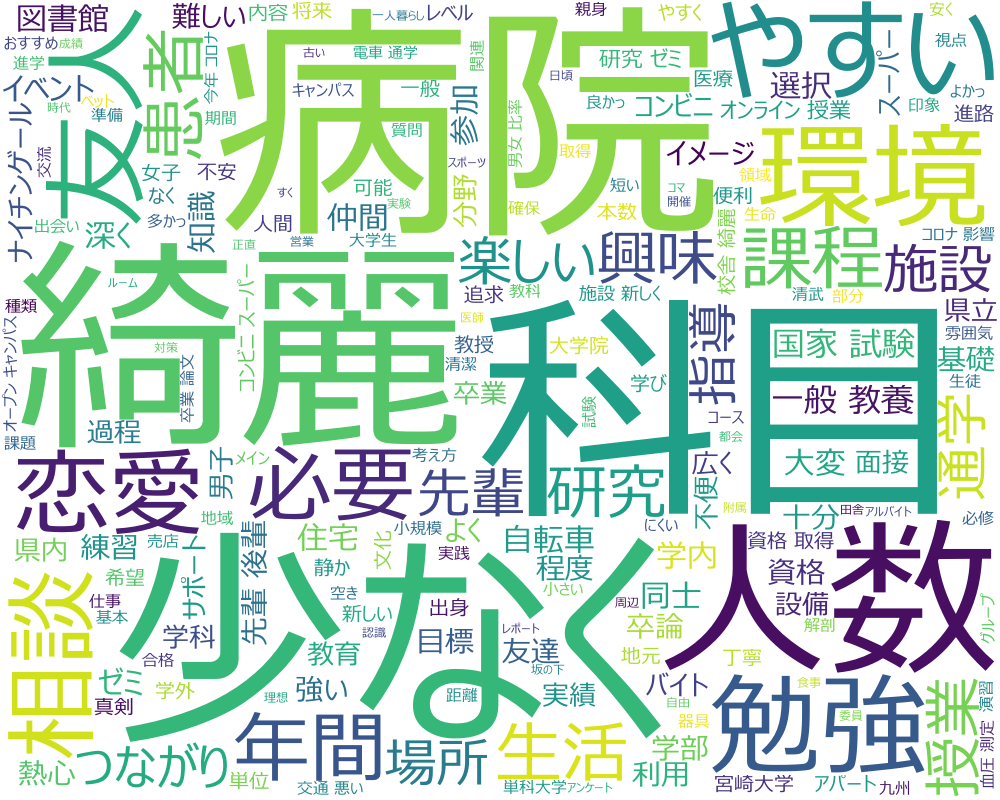 図書館
難しい
内容
将来
一人暮らし
レベル
親身
やすく
安く
おすすめ
成績
古い
電車 通学
関連
日頃
研究 ゼミ
医療
やすい
スーパー
視点
よかっ
進学
人
友人
患者
今年 コロナ
病院
キャンパス
一般
参加
良かっ
コンビニ
選択
オンライン 授業
印象
進路
イベント
時代
ペット
準備
期間
質問
男女 比率
取得
イメージ
環境
ナイチンゲール
交流
女子
不安
すく
可能
実験
スポーツ
分野
短い
コマ
開催
便利
領域
出会い
多かっ
なく
深く
知識
人間
仲間
確保
本数
校舎 綺麗
生命
コロナ 影響
正直
営業
大学生
楽しい
興味
課程
施設
種類
ルーム
綺麗
コンビニ スーパー
追求
教科
施設 新しく
清武
部分
県立
オープン キャンパス
対策
卒業 論文
医師
教授
清潔
大学院
科目
指導
国家 試験
雰囲気
基礎
生徒
課題
過程
卒業
学び
試験
コース
一般 教養
通学
恋愛
男子
メイン
必要
考え方
先輩
研究
広く
不便
都会
大変 面接
地域
小規模
附属
田舎
アルバイト
県内
練習
売店
サポート
先輩 後輩
住宅
文化
よく
実践
自転車
程度
にくい
学内
十分
資格 取得
必修
相談
希望
仕事
基本
静か
空き
新しい
出身
小さい
同士
周辺
資格
設備
人数
グループ
少なく
学科
合格
認識
教育
目標
レポート
友達
坂の下
卒論
地元
丁寧
解剖
ゼミ
学外
真剣
強い
理想
距離
実績
自由
バイト
器具
勉強
食事
委員
授業
血圧 測定 演習
熱心
つながり
単位
年間
交通 悪い
場所
生活
単科大学
アンケート
学部
利用
宮崎大学
アパート
九州